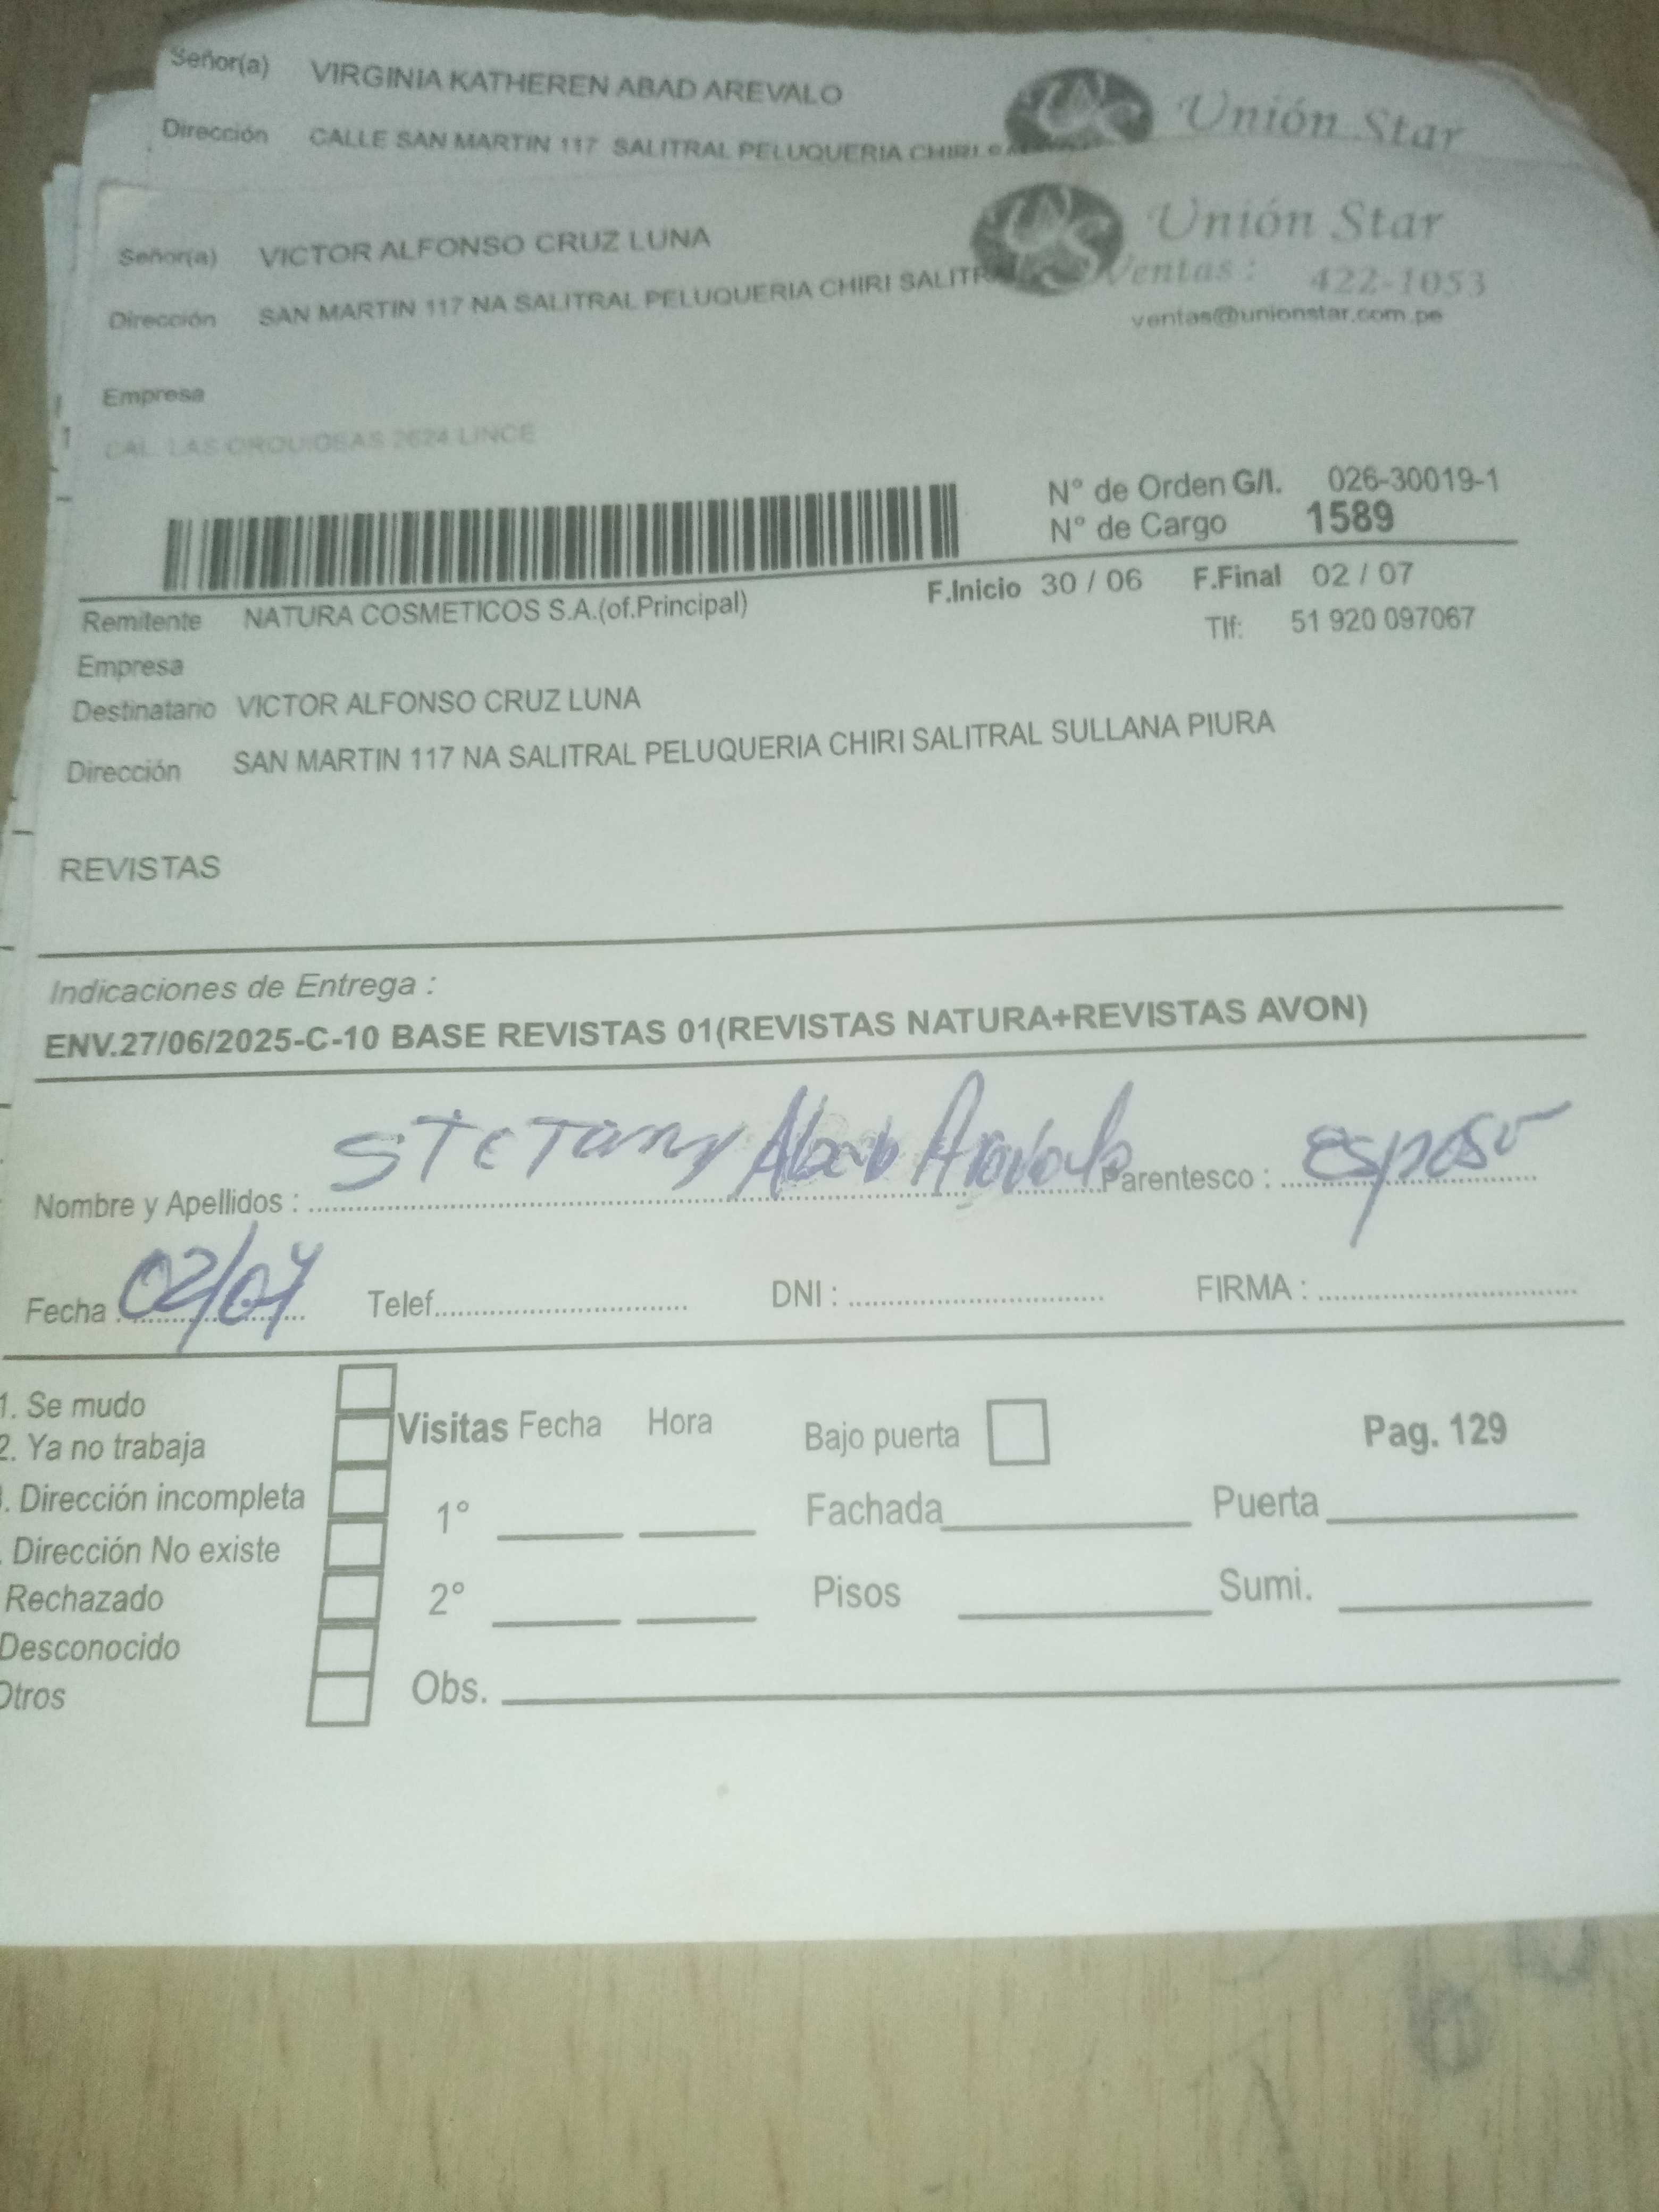 Señor(a) VIRGINIA KATHEREN ABAD AREVALO
Unión Star
Dirección CALLE SAN MARTIN 117 SALITRAL PELUQUERIA CHIRI
Unión Star
Señor(a) VICTOR ALFONSO CRUZ LUNA
Ventas : 422-1053
Dirección SAN MARTIN 117 NA SALITRAL PELUQUERIA CHIRI SALITR
ventas@unionstar.com.pe
Empresa
CAL. LAS ORQUIDEAS 2624 LINCE
N° de Orden G/I. 026-30019-1
N° de Cargo 1589
F.Inicio 30 / 06 F.Final 02 / 07
Remitente NATURA COSMETICOS S.A.(of.Principal)
Tlf: 51 920 097067
Empresa
Destinatario VICTOR ALFONSO CRUZ LUNA
Dirección SAN MARTIN 117 NA SALITRAL PELUQUERIA CHIRI SALITRAL SULLANA PIURA
REVISTAS
Indicaciones de Entrega :
ENV.27/06/2025-C-10 BASE REVISTAS 01(REVISTAS NATURA+REVISTAS AVON)
Nombre y Apellidos : Abad Arevalo Parentesco : esposo
Fecha 02/07 Telef. DNI : FIRMA :
1. Se mudo
2. Ya no trabaja
. Dirección incompleta
. Dirección No existe
Rechazado
Desconocido
Otros
Visitas Fecha Hora
1°
2°
Obs.
Bajo puerta
Pag. 129
Fachada Puerta
Pisos Sumi.